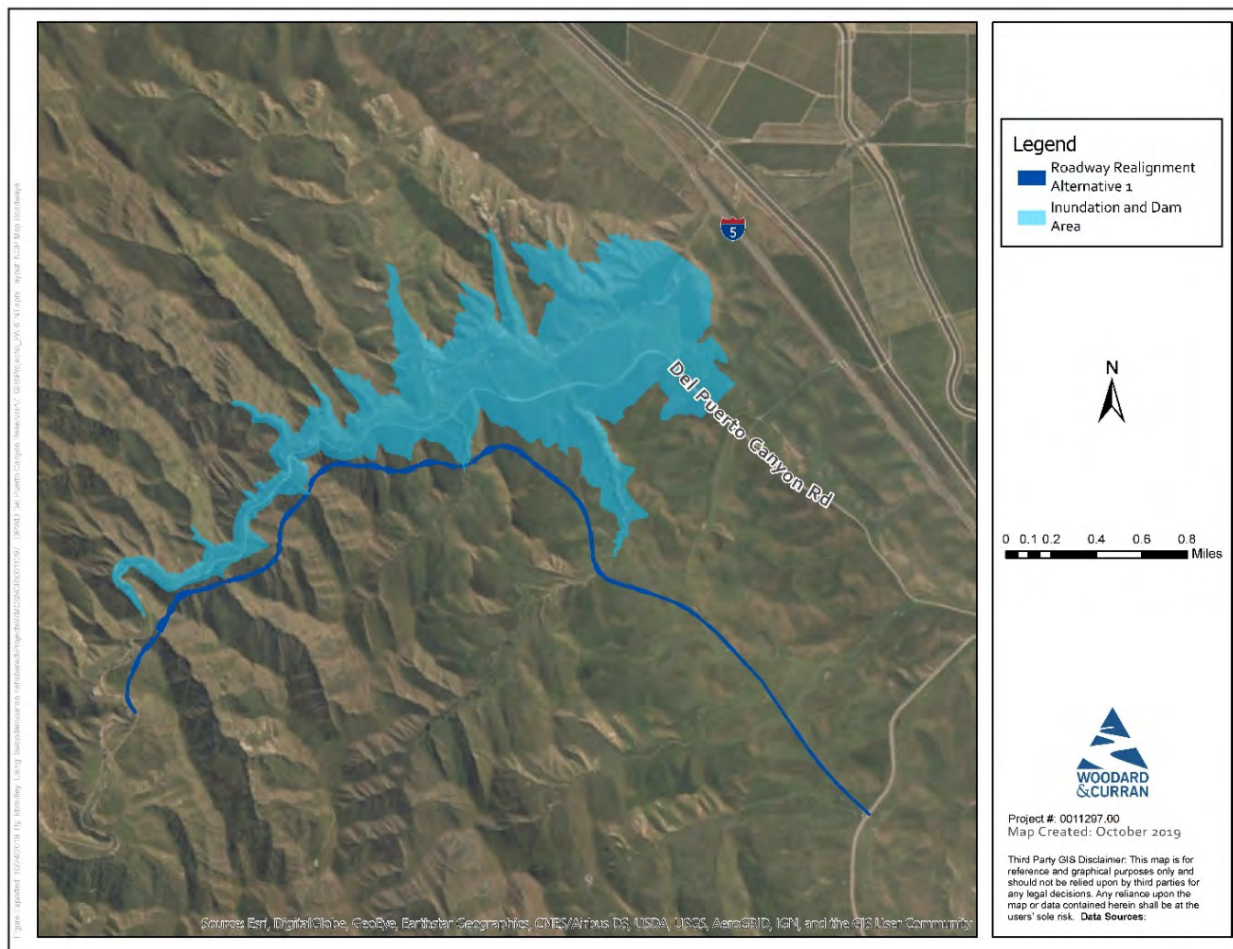 5
Del Puerto Canyon Rd
Source: Esri, DigitalGlobe, GeoEye, Earthstar Geographics, CNES/Airbus DS, USDA, USGS, AeroGRID, IGN, and the GIS User Community
Legend
Roadway Realignment
Alternative 1
Inundation and Dam
Area
N
0 0.1 0.2 0.4 0.6 0.8
Miles
WOODARD
&CURRAN
Project #: 0011297.00
Map Created: October 2019
Third Party GIS Disclaimer: This map is for
reference and graphical purposes only and
should not be relied upon by third parties for
any legal decisions. Any reliance upon the
map or data contained herein shall be at the
users' sole risk. Data Sources: